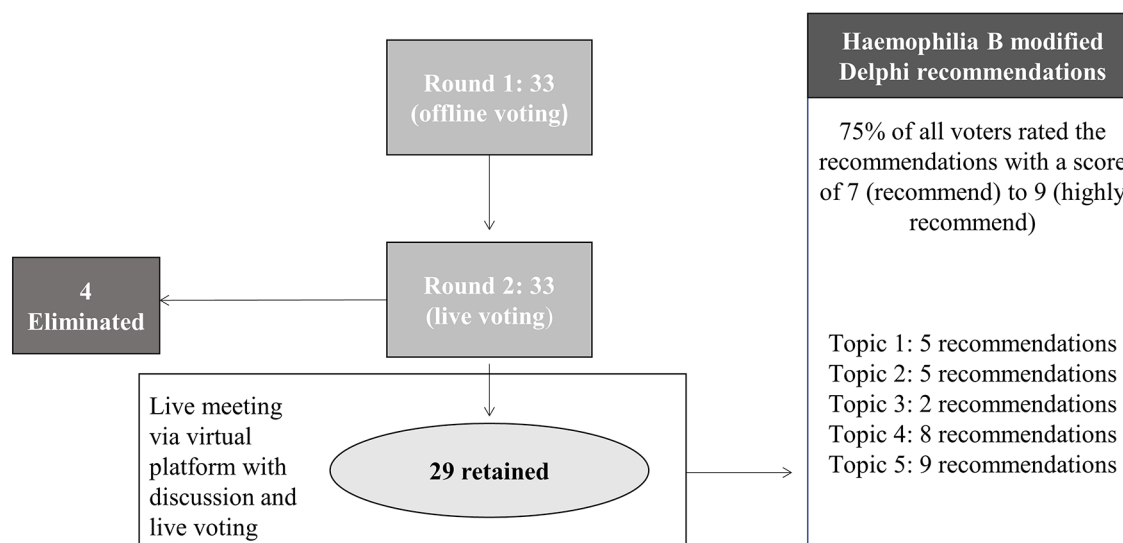 Round 1: 33
(offline voting)
Round 2: 33
(live voting)
4
Eliminated
Live meeting
via virtual
platform with
discussion and
live voting
29 retained
Haemophilia B modified
Delphi recommendations
75% of all voters rated the
recommendations with a score
of 7 (recommend) to 9 (highly
recommend)
Topic 1: 5 recommendations
Topic 2: 5 recommendations
Topic 3: 2 recommendations
Topic 4: 8 recommendations
Topic 5: 9 recommendations